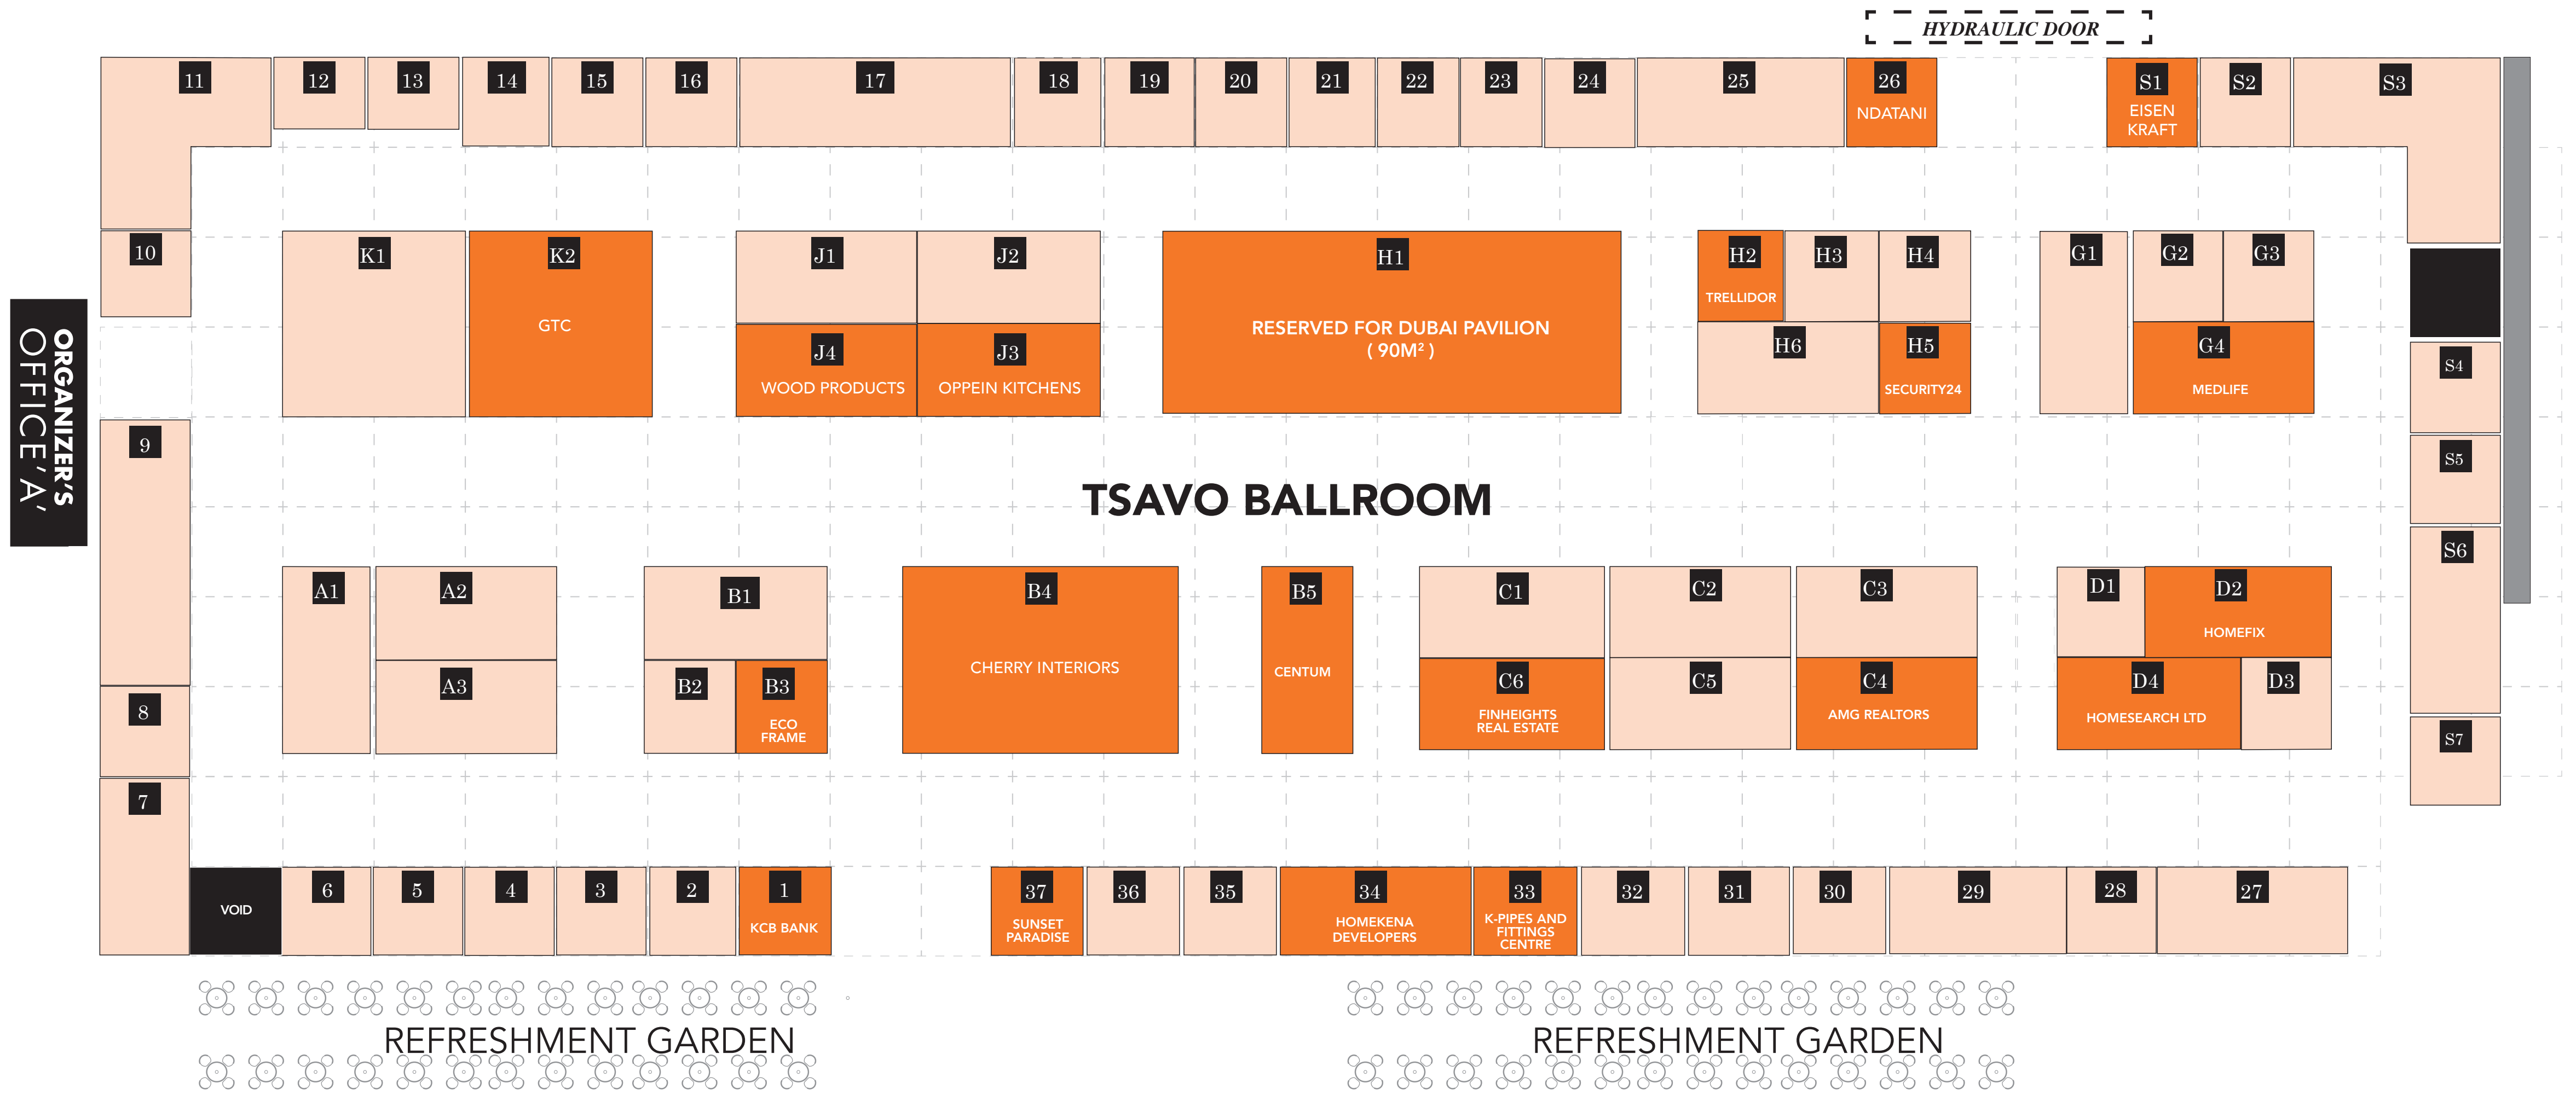 HYDRAULIC DOOR
11
12
13
14
15
16
17
18
19
20
21
22
23
24
25
26
NDATANI
S1
EISEN
KRAFT
S2
S3
10
K1
K2
GTC
J1
J2
J4
WOOD PRODUCTS
J3
OPPEIN KITCHENS
H1
RESERVED FOR DUBAI PAVILION
( 90M² )
H2
TRELLIDOR
H3
H4
H6
H5
SECURITY24
G1
G2
G3
G4
MEDLIFE
S4
ORGANIZER'S
OFFICE'A'
9
TSAVO BALLROOM
S5
S6
A1
A2
A3
B1
B2
B3
ECO
FRAME
B4
CHERRY INTERIORS
B5
CENTUM
C1
C2
C3
C6
FINHEIGHTS
REAL ESTATE
C5
C4
AMG REALTORS
D1
D2
HOMEFIX
D4
HOMESEARCH LTD
D3
8
S7
7
VOID
6
5
4
3
2
1
KCB BANK
37
SUNSET
PARADISE
36
35
34
HOMEKENA
DEVELOPERS
33
K-PIPES AND
FITTINGS
CENTRE
32
31
30
29
28
27
REFRESHMENT GARDEN
REFRESHMENT GARDEN